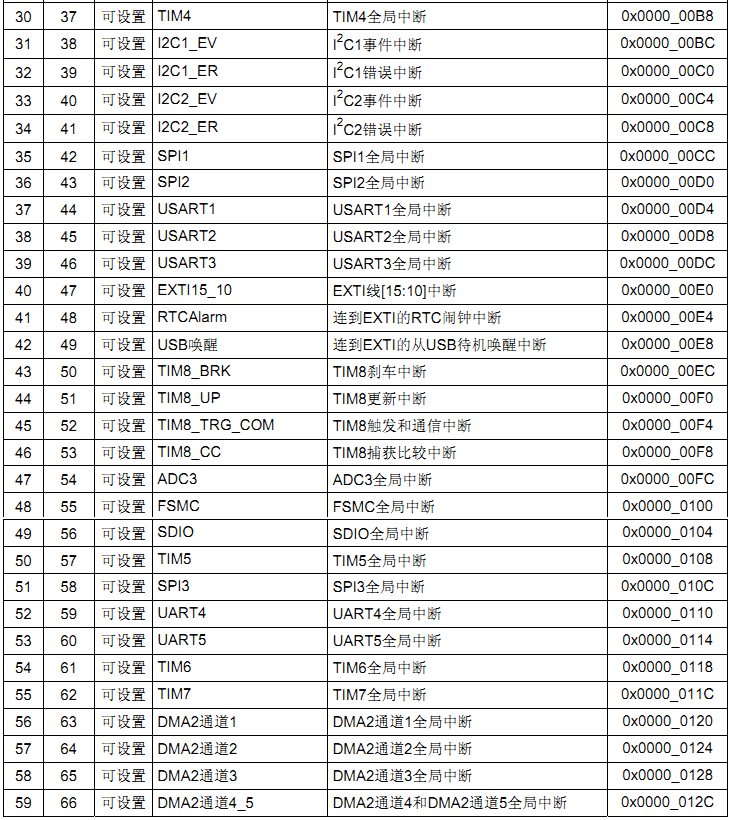 30 37 可设置 TIM4 TIM4全局中断 0x0000_00B8
31 38 可设置 I2C1_EV I2C1事件中断 0x0000_00BC
32 39 可设置 I2C1_ER I2C1错误中断 0x0000_00C0
33 40 可设置 I2C2_EV I2C2事件中断 0x0000_00C4
34 41 可设置 I2C2_ER I2C2错误中断 0x0000_00C8
35 42 可设置 SPI1 SPI1全局中断 0x0000_00CC
36 43 可设置 SPI2 SPI2全局中断 0x0000_00D0
37 44 可设置 USART1 USART1全局中断 0x0000_00D4
38 45 可设置 USART2 USART2全局中断 0x0000_00D8
39 46 可设置 USART3 USART3全局中断 0x0000_00DC
40 47 可设置 EXTI15_10 EXTI线[15:10]中断 0x0000_00E0
41 48 可设置 RTCAlarm 连到EXTI的RTC闹钟中断 0x0000_00E4
42 49 可设置 USB唤醒 连到EXTI的从USB待机唤醒中断 0x0000_00E8
43 50 可设置 TIM8_BRK TIM8刹车中断 0x0000_00EC
44 51 可设置 TIM8_UP TIM8更新中断 0x0000_00F0
45 52 可设置 TIM8_TRG_COM TIM8触发和通信中断 0x0000_00F4
46 53 可设置 TIM8_CC TIM8捕获比较中断 0x0000_00F8
47 54 可设置 ADC3 ADC3全局中断 0x0000_00FC
48 55 可设置 FSMC FSMC全局中断 0x0000_0100
49 56 可设置 SDIO SDIO全局中断 0x0000_0104
50 57 可设置 TIM5 TIM5全局中断 0x0000_0108
51 58 可设置 SPI3 SPI3全局中断 0x0000_010C
52 59 可设置 UART4 UART4全局中断 0x0000_0110
53 60 可设置 UART5 UART5全局中断 0x0000_0114
54 61 可设置 TIM6 TIM6全局中断 0x0000_0118
55 62 可设置 TIM7 TIM7全局中断 0x0000_011C
56 63 可设置 DMA2通道1 DMA2通道1全局中断 0x0000_0120
57 64 可设置 DMA2通道2 DMA2通道2全局中断 0x0000_0124
58 65 可设置 DMA2通道3 DMA2通道3全局中断 0x0000_0128
59 66 可设置 DMA2通道4_5 DMA2通道4和DMA2通道5全局中断 0x0000_012C